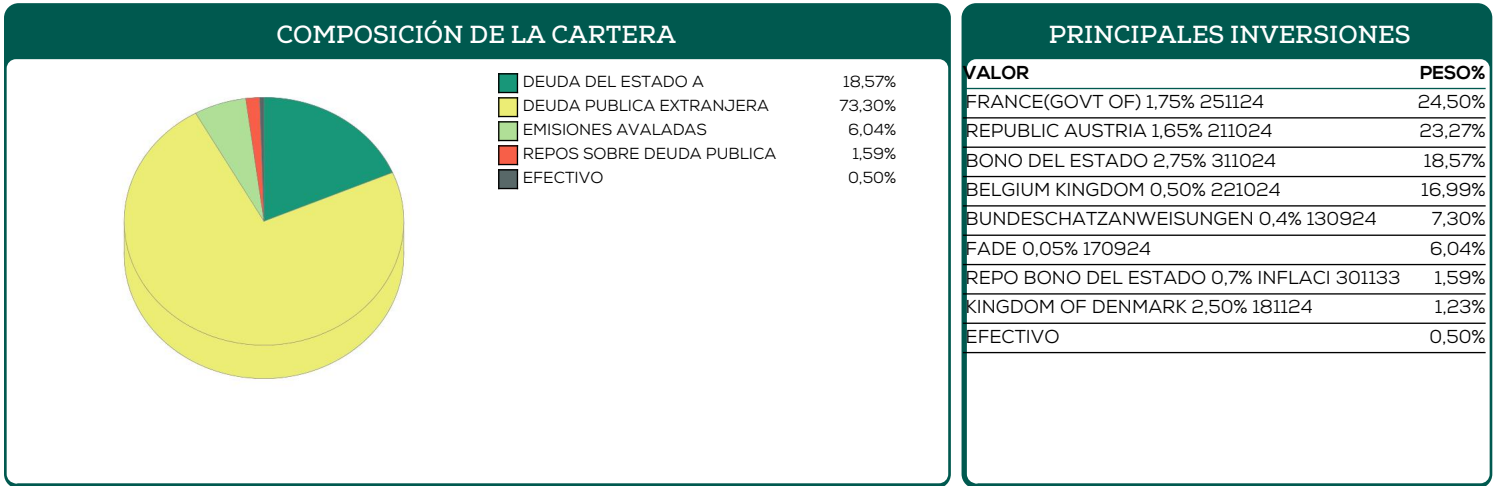 COMPOSICIÓN DE LA CARTERA
DEUDA DEL ESTADO A 18,57%
DEUDA PUBLICA EXTRANJERA 73,30%
EMISIONES AVALADAS 6,04%
REPOS SOBRE DEUDA PUBLICA 1,59%
EFECTIVO 0,50%
PRINCIPALES INVERSIONES
VALOR PESO%
FRANCE(GOVT OF) 1,75% 251124 24,50%
REPUBLIC AUSTRIA 1,65% 211024 23,27%
BONO DEL ESTADO 2,75% 311024 18,57%
BELGIUM KINGDOM 0,50% 221024 16,99%
BUNDESCHATZANWEISUNGEN 0,4% 130924 7,30%
FADE 0,05% 170924 6,04%
REPO BONO DEL ESTADO 0,7% INFLACI 301133 1,59%
KINGDOM OF DENMARK 2,50% 181124 1,23%
EFECTIVO 0,50%